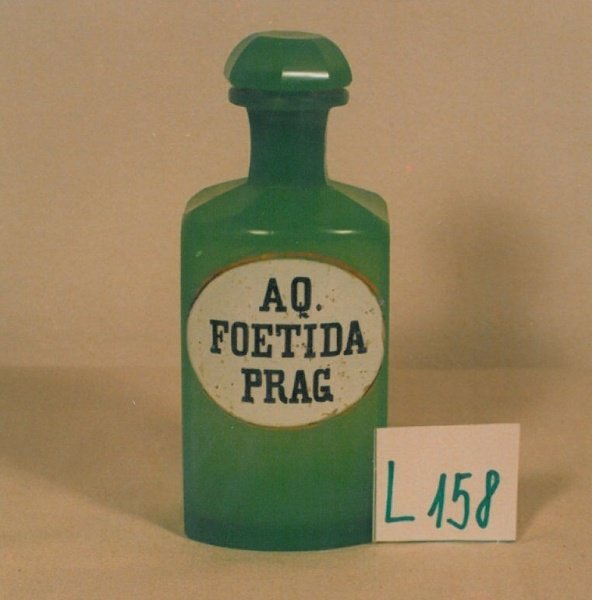 AQ.
FOETIDA
PRAG
L 158